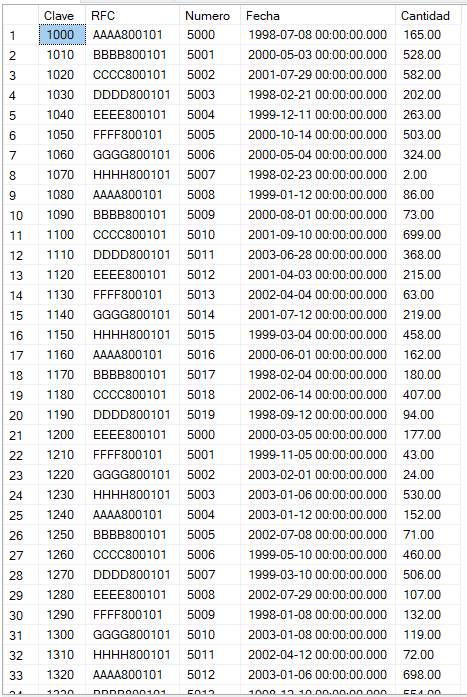 Clave RFC Numero Fecha Cantidad
1 1000 AAAA800101 5000 1998-07-08 00:00:00.000 165.00
2 1010 BBBB800101 5001 2000-05-03 00:00:00.000 528.00
3 1020 CCCC800101 5002 2001-07-29 00:00:00.000 582.00
4 1030 DDDD800101 5003 1998-02-21 00:00:00.000 202.00
5 1040 EEEE800101 5004 1999-12-11 00:00:00.000 263.00
6 1050 FFFF800101 5005 2000-10-14 00:00:00.000 503.00
7 1060 GGGG800101 5006 2000-05-04 00:00:00.000 324.00
8 1070 HHHH800101 5007 1998-02-23 00:00:00.000 2.00
9 1080 AAAA800101 5008 1999-01-12 00:00:00.000 86.00
10 1090 BBBB800101 5009 2000-08-01 00:00:00.000 73.00
11 1100 CCCC800101 5010 2001-09-10 00:00:00.000 699.00
12 1110 DDDD800101 5011 2003-06-28 00:00:00.000 368.00
13 1120 EEEE800101 5012 2001-04-03 00:00:00.000 215.00
14 1130 FFFF800101 5013 2002-04-04 00:00:00.000 63.00
15 1140 GGGG800101 5014 2001-07-12 00:00:00.000 219.00
16 1150 HHHH800101 5015 1999-03-04 00:00:00.000 458.00
17 1160 AAAA800101 5016 2000-06-01 00:00:00.000 162.00
18 1170 BBBB800101 5017 1998-02-04 00:00:00.000 180.00
19 1180 CCCC800101 5018 2002-06-14 00:00:00.000 407.00
20 1190 DDDD800101 5019 1998-09-12 00:00:00.000 94.00
21 1200 EEEE800101 5000 2000-03-05 00:00:00.000 177.00
22 1210 FFFF800101 5001 1999-11-05 00:00:00.000 43.00
23 1220 GGGG800101 5002 2003-02-01 00:00:00.000 24.00
24 1230 HHHH800101 5003 2003-01-06 00:00:00.000 530.00
25 1240 AAAA800101 5004 2003-01-12 00:00:00.000 152.00
26 1250 BBBB800101 5005 2002-07-08 00:00:00.000 71.00
27 1260 CCCC800101 5006 1999-05-10 00:00:00.000 460.00
28 1270 DDDD800101 5007 1999-03-10 00:00:00.000 506.00
29 1280 EEEE800101 5008 2002-07-29 00:00:00.000 107.00
30 1290 FFFF800101 5009 1998-01-08 00:00:00.000 132.00
31 1300 GGGG800101 5010 2003-01-08 00:00:00.000 119.00
32 1310 HHHH800101 5011 2002-04-12 00:00:00.000 72.00
33 1320 AAAA800101 5012 2003-01-06 00:00:00.000 698.00